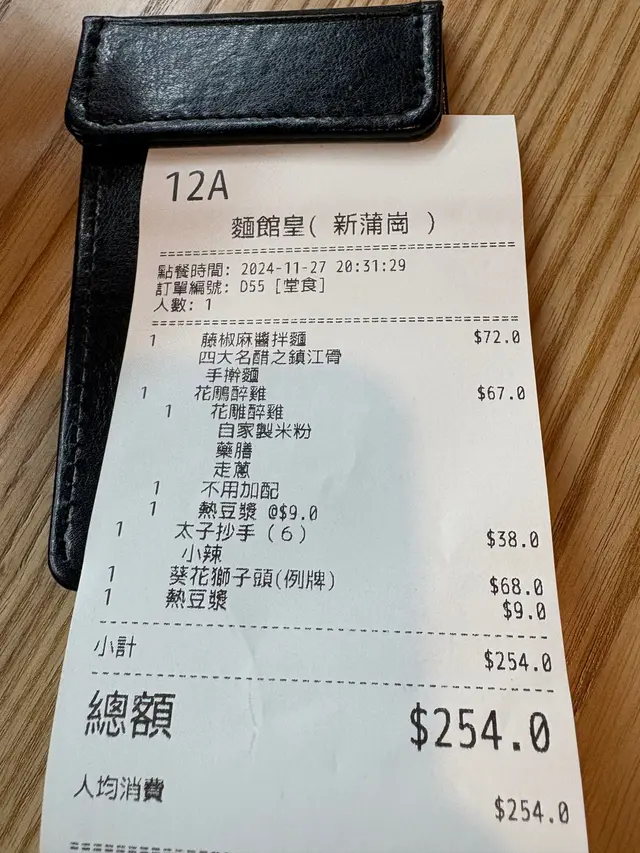 12A
麵館皇( 新蒲崗 )
點餐時間: 2024-11-27 20:31:29
訂單編號: D55 [堂食]
人數: 1
1 藤椒麻醬拌麵 $72.0
四大名醋之鎮江骨
手擀麵
1 花鵰醉雞 $67.0
1 花雕醉雞
自家製米粉
藥膳
走蔥
1 不用加配
1 熱豆漿 @$9.0
1 太子抄手（6） $38.0
小辣
1 葵花獅子頭(例牌) $68.0
1 熱豆漿 $9.0
小計 $254.0
總額 $254.0
人均消費 $254.0